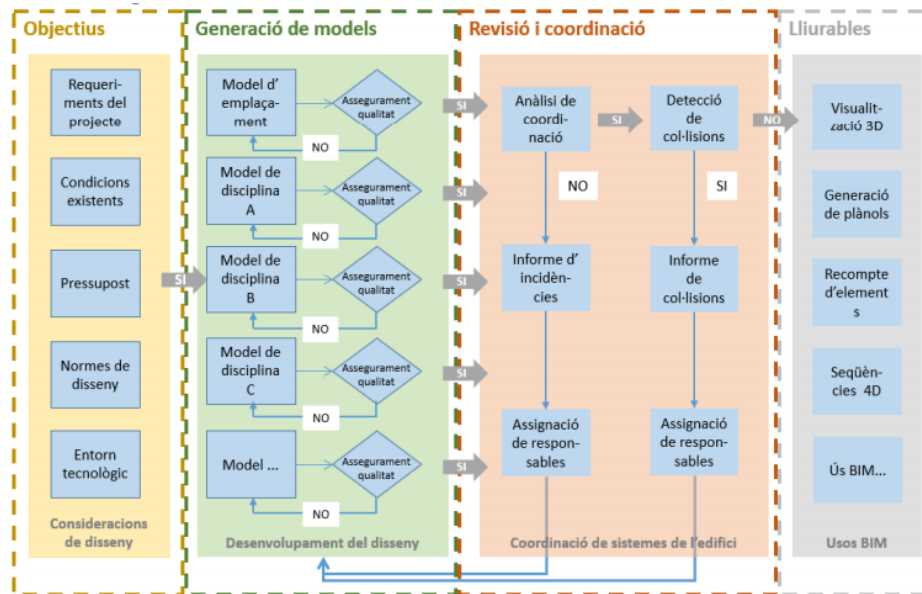 Objectius
Requeri-
ments del
projecte
Condicions
existents
Pressupost
Normes de
disseny
Entorn
tecnològic
Consideracions
de disseny
SI
Generació de models
Model d'
emplaça-
ment
Assegurament
qualitat
NO
SI
Model de
disciplina
A
Assegurament
qualitat
NO
SI
Model de
disciplina
B
Assegurament
qualitat
NO
SI
Model de
disciplina
C
Assegurament
qualitat
NO
SI
Model ...
Assegurament
qualitat
NO
SI
Desenvolupament del disseny
Revisió i coordinació
Anàlisi de
coordi-
nació
SI
Detecció
de
col·lisions
NO
NO
SI
Informe d'
incidèn-
cies
Informe
de
col·lisions
Assignació
de respon-
sables
Assignació
de respon-
sables
Coordinació de sistemes de l'edifici
Lliurables
Visualit-
zació 3D
Generació
de plànols
Recompte
d'element
s
Seqüèn-
cies 4D
Ús BIM...
Usos BIM